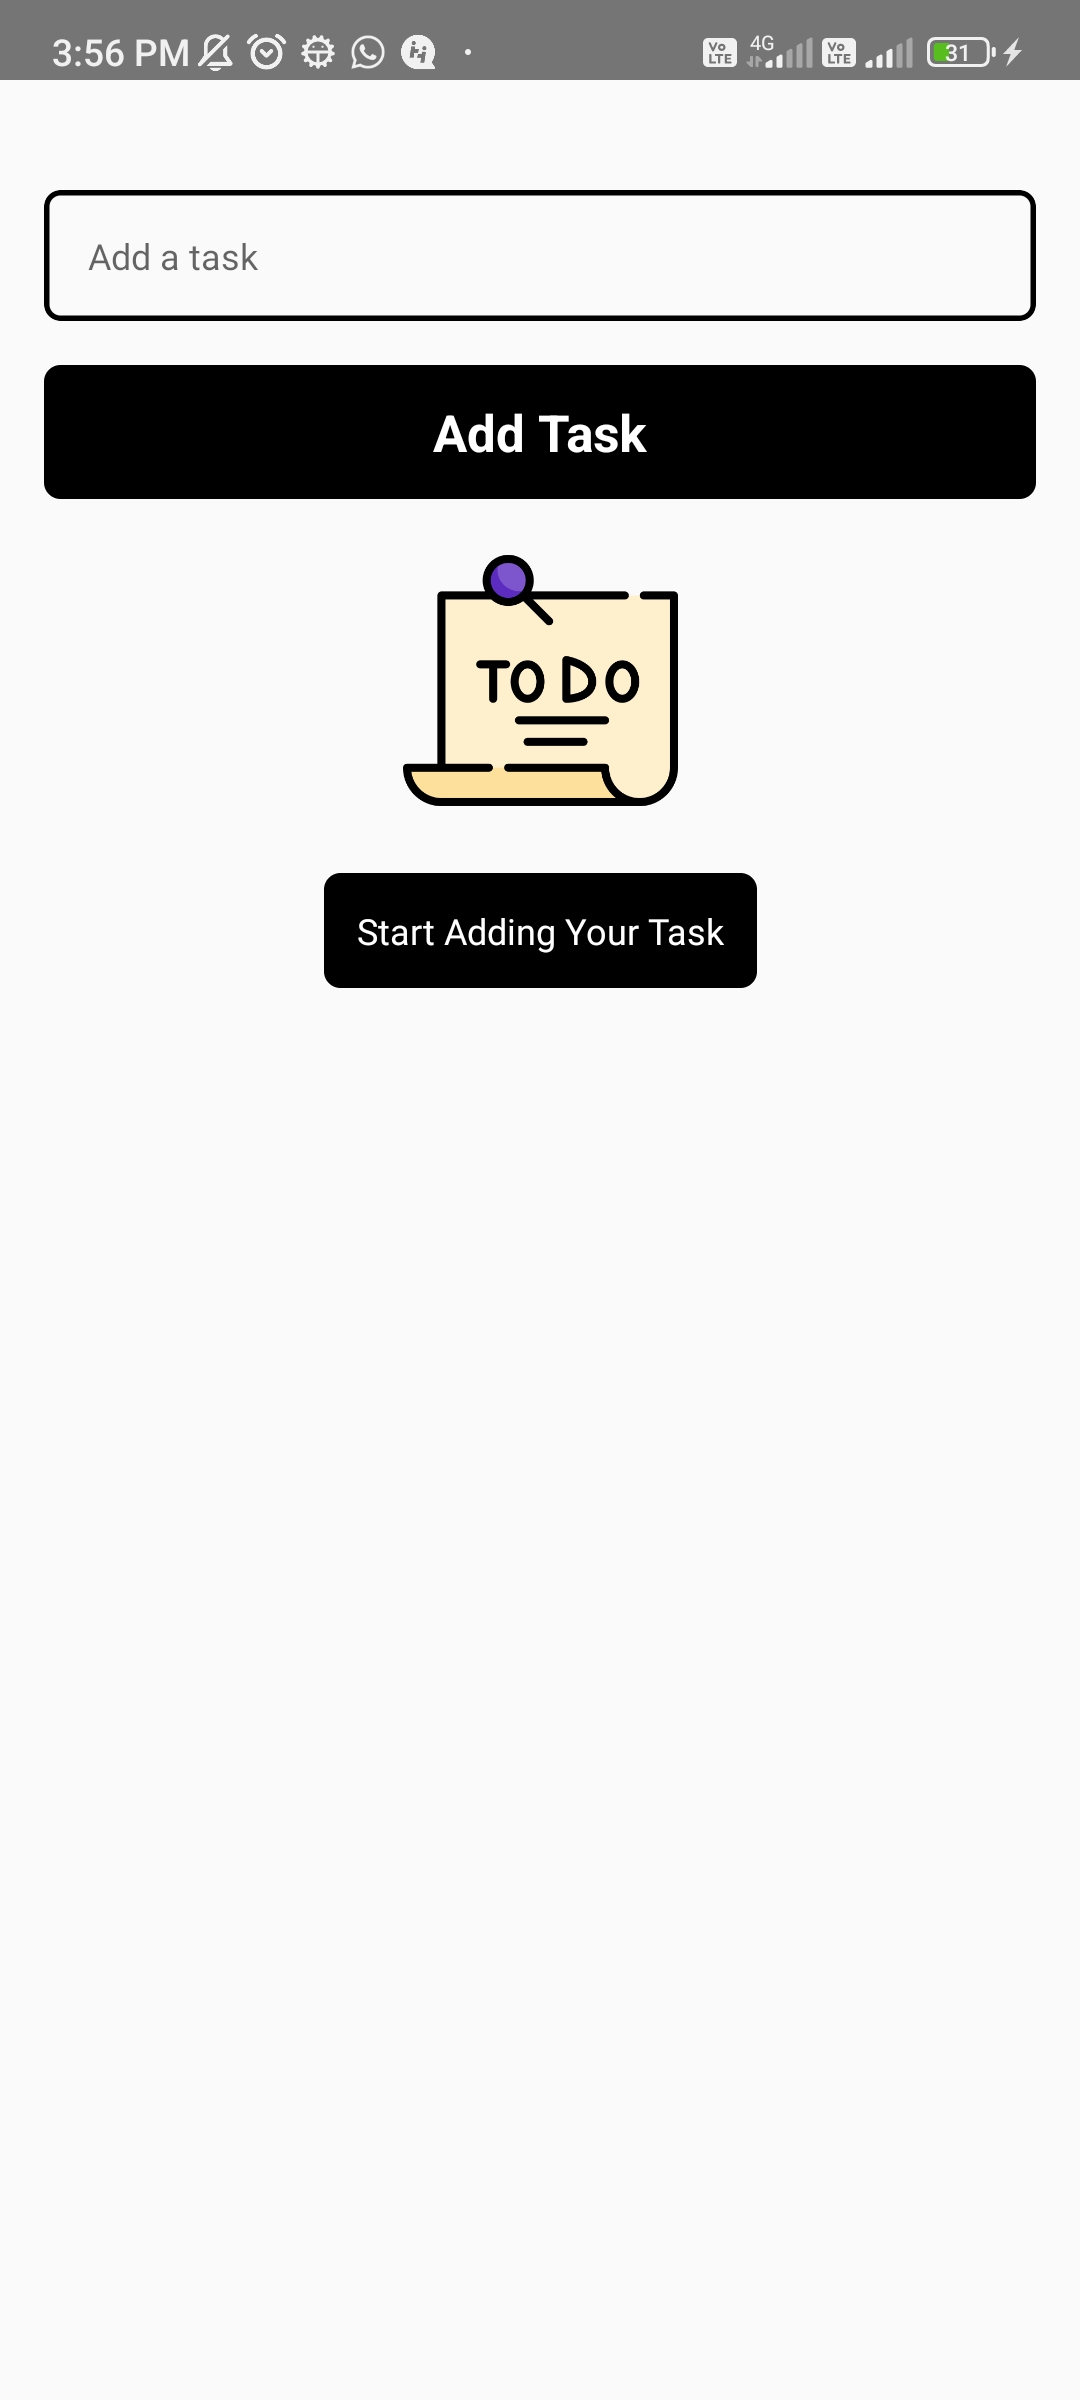 3:56 PM
Vo LTE 4G Vo LTE 31
Add a task
Add Task
TO DO
Start Adding Your Task